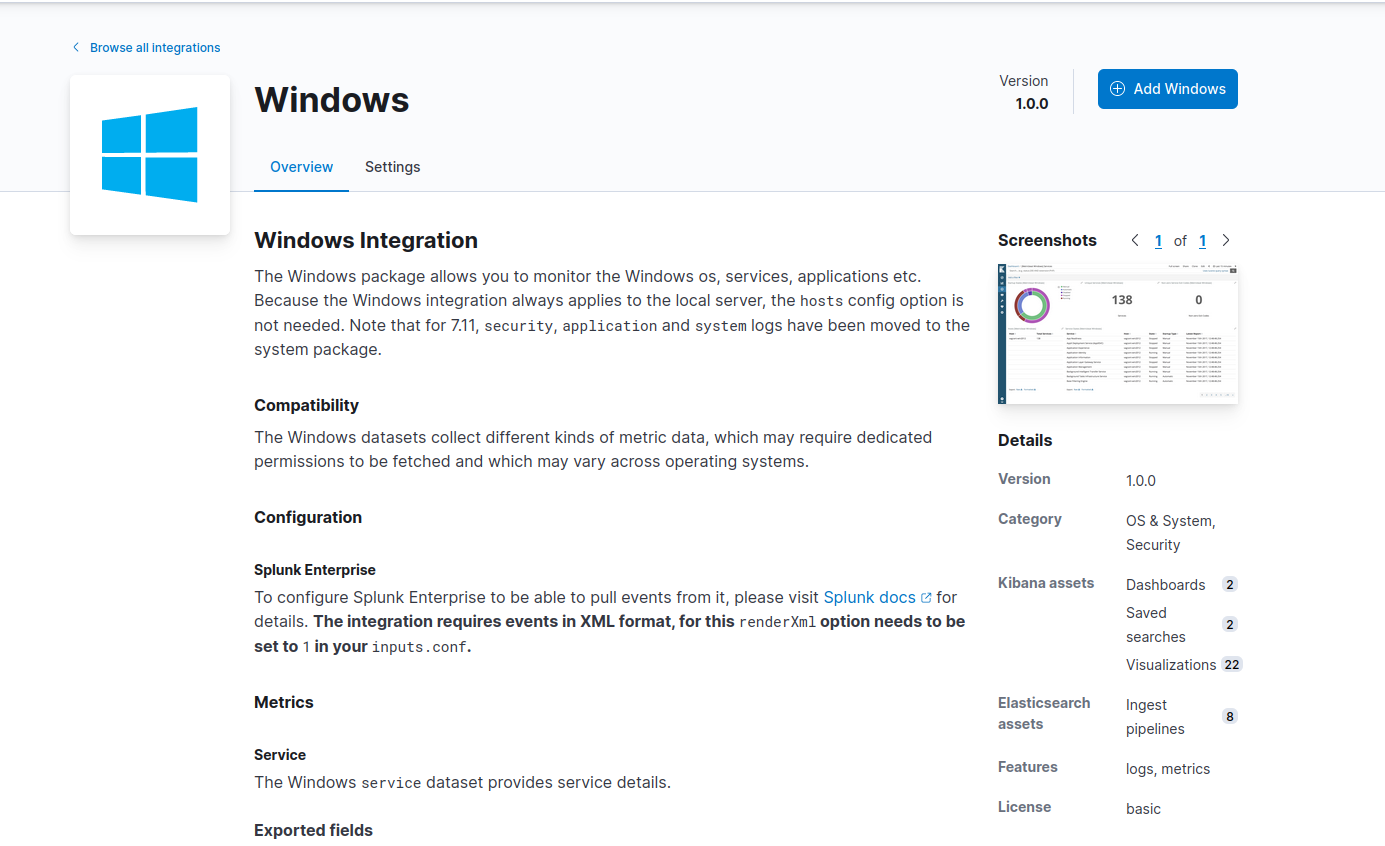 Browse all integrations
Windows
Version
1.0.0
Add Windows
Overview
Settings
Windows Integration
The Windows package allows you to monitor the Windows os, services, applications etc.
Because the Windows integration always applies to the local server, the hosts config option is
not needed. Note that for 7.11, security, application and system logs have been moved to the
system package.
Compatibility
The Windows datasets collect different kinds of metric data, which may require dedicated
permissions to be fetched and which may vary across operating systems.
Configuration
Splunk Enterprise
To configure Splunk Enterprise to be able to pull events from it, please visit Splunk docs for
details. The integration requires events in XML format, for this renderXml option needs to be
set to 1 in your inputs.conf.
Metrics
Service
The Windows service dataset provides service details.
Exported fields
Screenshots
1 of 1
138
0
Details
Version
1.0.0
Category
OS & System,
Security
Kibana assets
Dashboards 2
Saved
searches 2
Visualizations 22
Elasticsearch
assets
Ingest
pipelines 8
Features
logs, metrics
License
basic